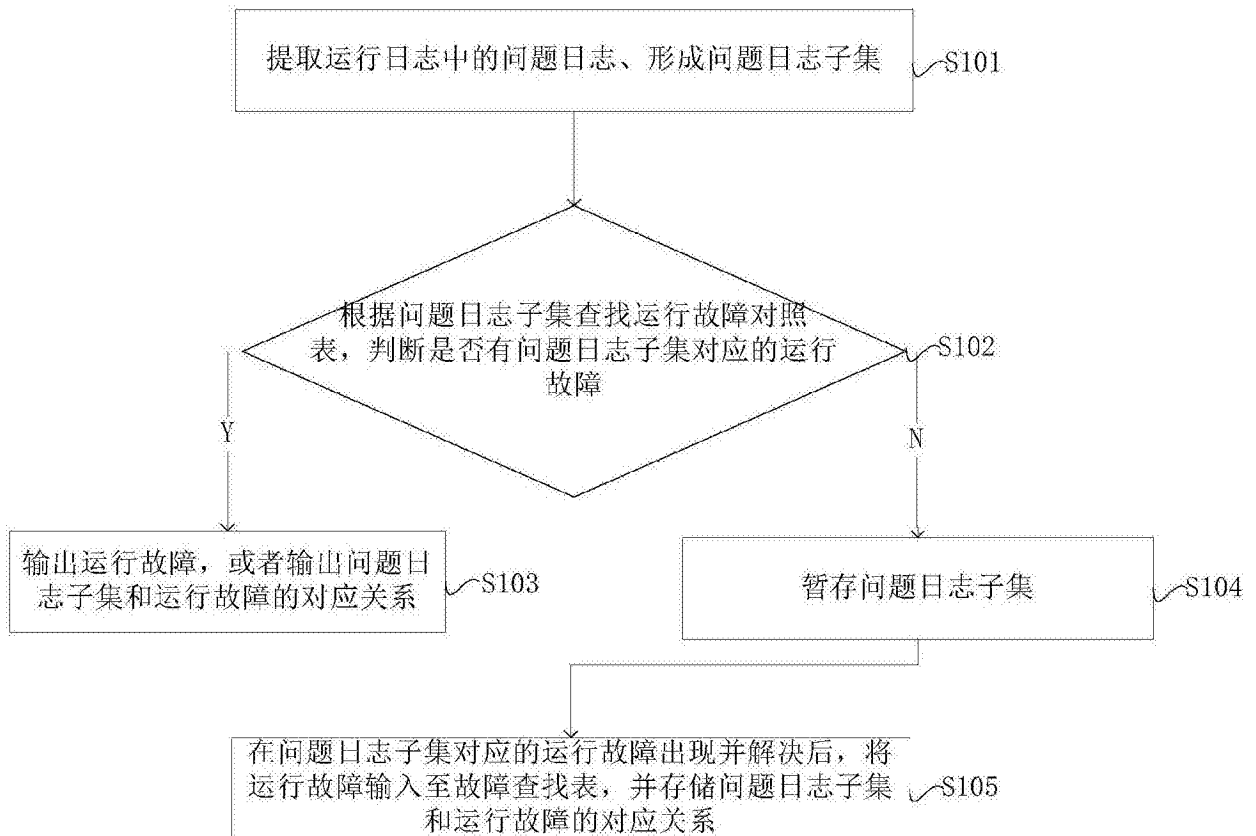 提取运行日志中的问题日志、形成问题日志子集
S101
根据问题日志子集查找运行故障对照
表，判断是否有问题日志子集对应的运行
故障
S102
Y
N
输出运行故障，或者输出问题日
志子集和运行故障的对应关系
S103
暂存问题日志子集
S104
在问题日志子集对应的运行故障出现并解决后，将
运行故障输入至故障查找表，并存储问题日志子集
和运行故障的对应关系
S105